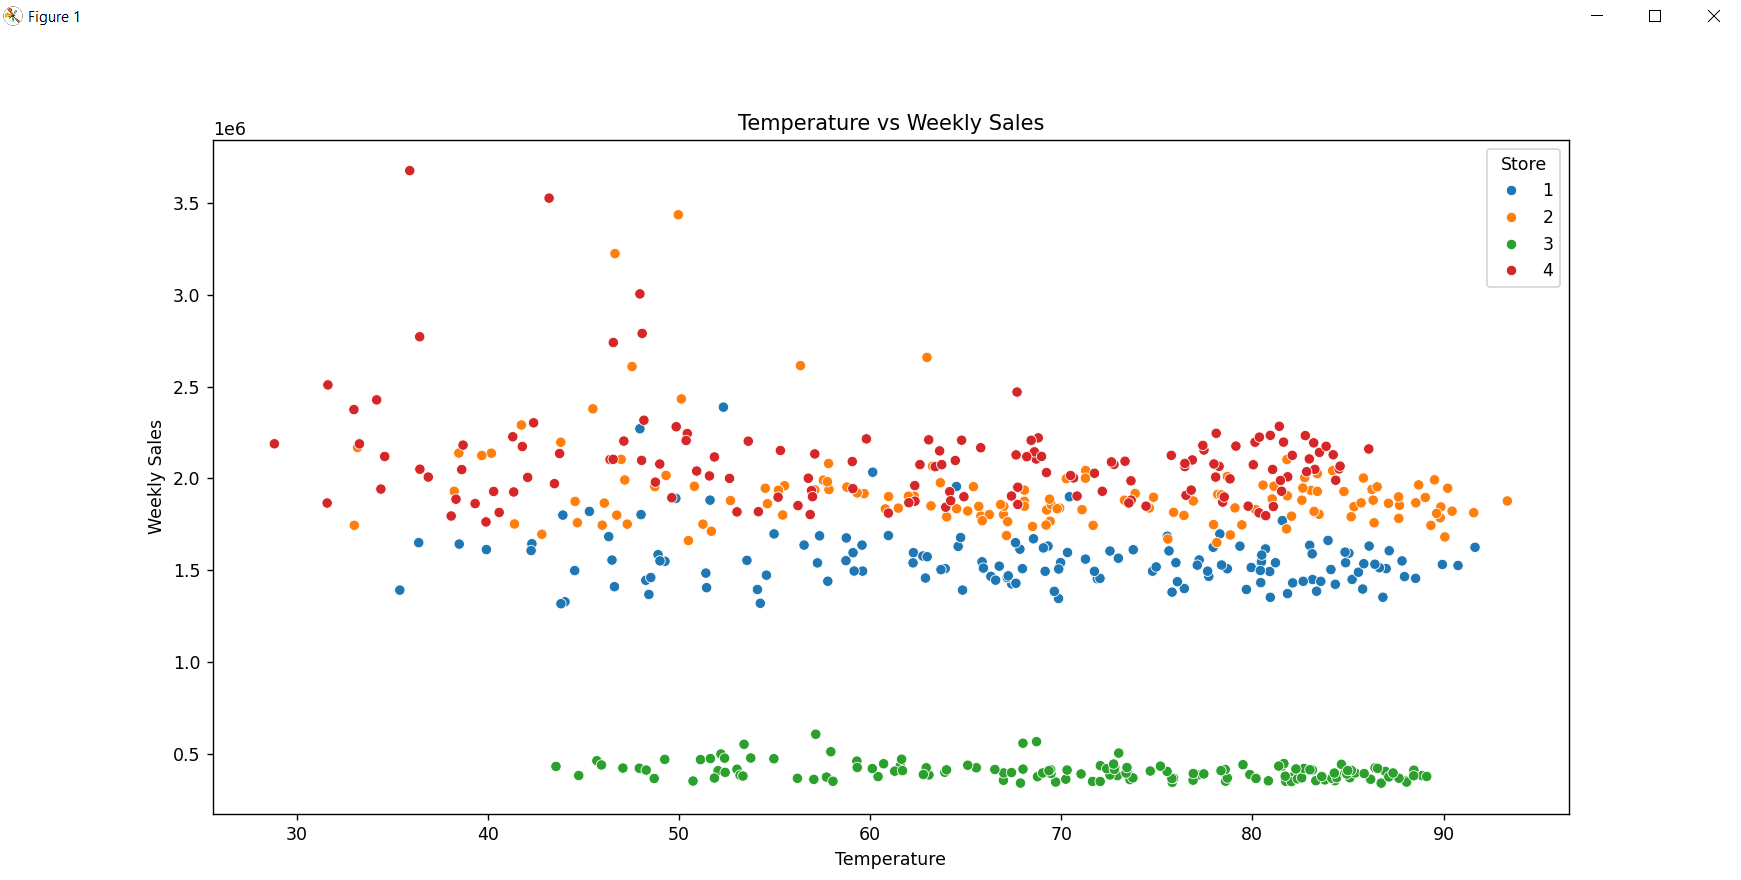 Figure 1
Temperature vs Weekly Sales
1e6
Store
1
2
3
4
3.5
3.0
2.5
2.0
1.5
1.0
0.5
Weekly Sales
30 40 50 60 70 80 90
Temperature